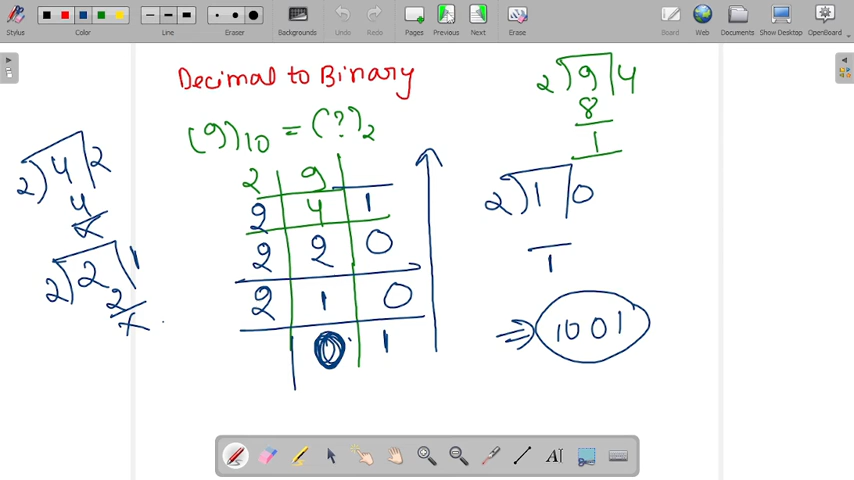 Stylus
Color
Line
Eraser
Backgrounds
Undo
Redo
Pages
Previous
Next
Erase
Board
Web
Documents
Show Desktop
OpenBoard
Decimal to Binary
(9)10 = (?)2
2 9
2 4 1
2 2 0
2 1 0
0 1
2) 4 2
4
x
2) 2 1
2
x
2) 9 4
8
1
2) 1 0
1
⇒ 1001